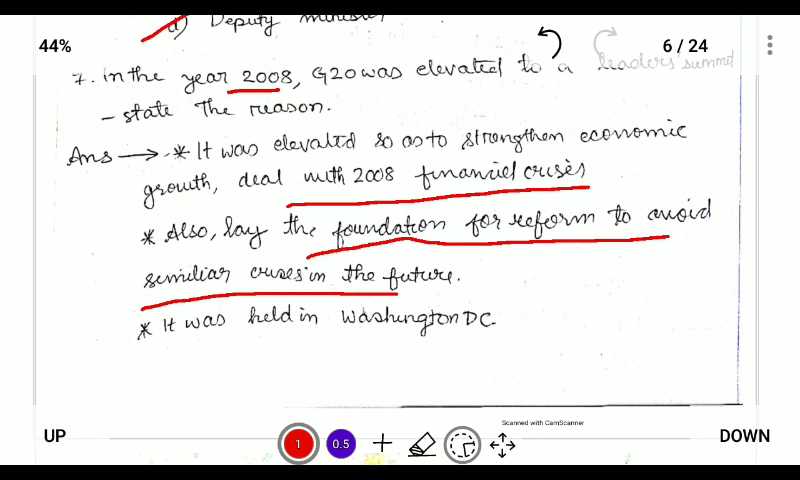 d) Deputy minister
44%
6 / 24
7. In the year 2008, G20 was elevated to a leaders' summit
- state the reason.
Ans → * It was elevated so as to strengthen economic
growth, deal with 2008 financial crises
* Also, lay the foundation for reform to avoid
similiar crises in the future.
* It was held in Washington DC.
Scanned with CamScanner
UP
1
0.5
DOWN